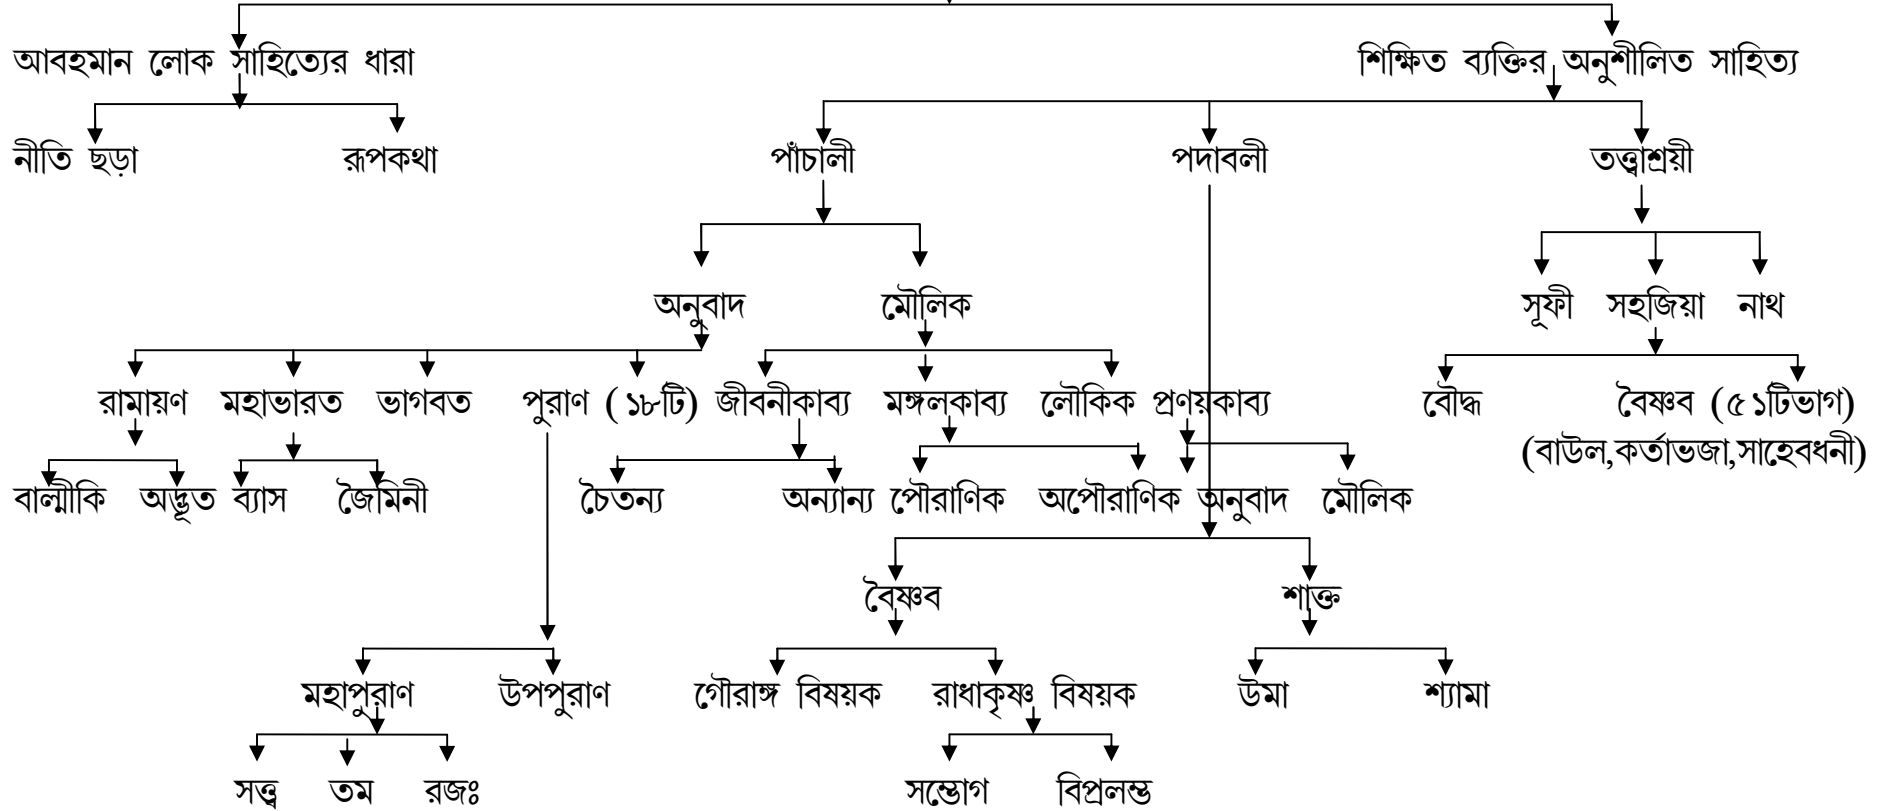 আবহমান লোক সাহিত্যের ধারা শিক্ষিত ব্যক্তির অনুশীলিত সাহিত্য
নীতি ছড়া রূপকথা পাঁচালী পদাবলী তত্ত্বাশ্রয়ী
অনুবাদ মৌলিক সূফী সহজিয়া নাথ
রামায়ণ মহাভারত ভাগবত পুরাণ (১৮টি) জীবনীকাব্য মঙ্গলকাব্য লৌকিক প্রণয়কাব্য বৌদ্ধ বৈষ্ণব (৫১টিভাগ)
(বাউল,কর্তাভজা,সাহেবধনী)
বাল্মীকি অদ্ভূত ব্যাস জৈমিনী চৈতন্য অন্যান্য পৌরাণিক অপৌরাণিক অনুবাদ মৌলিক
বৈষ্ণব শাক্ত
মহাপুরাণ উপপুরাণ গৌরাঙ্গ বিষয়ক রাধাকৃষ্ণ বিষয়ক উমা শ্যামা
সত্ত্ব তম রজঃ সম্ভোগ বিপ্রলম্ভ